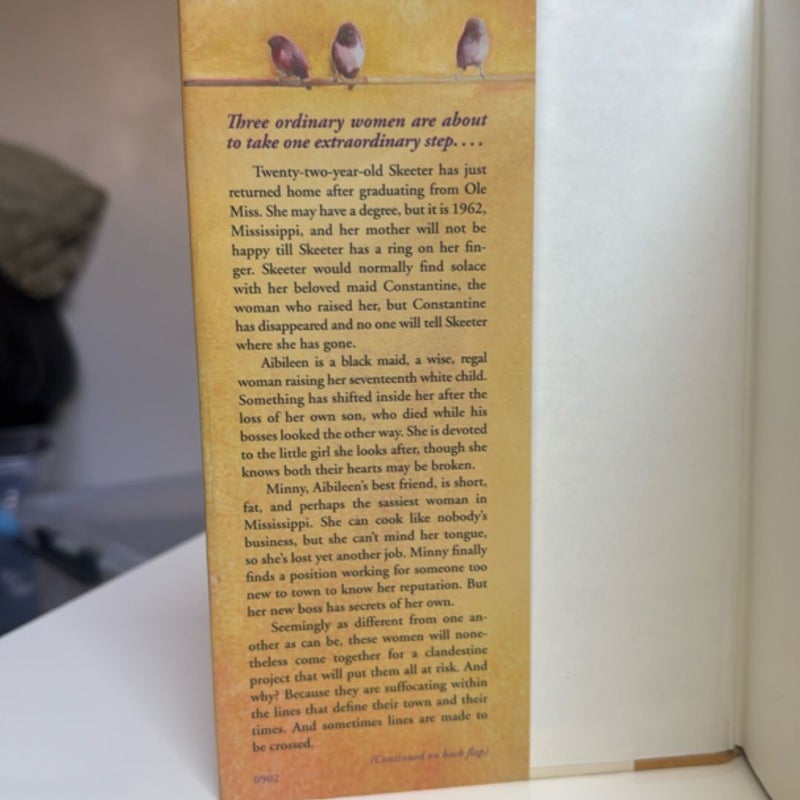 Three ordinary women are about
to take one extraordinary step....
Twenty-two-year-old Skeeter has just
returned home after graduating from Ole
Miss. She may have a degree, but it is 1962,
Mississippi, and her mother will not be
happy till Skeeter has a ring on her fin-
ger. Skeeter would normally find solace
with her beloved maid Constantine, the
woman who raised her, but Constantine
has disappeared and no one will tell Skeeter
where she has gone.
Aibileen is a black maid, a wise, regal
woman raising her seventeenth white child.
Something has shifted inside her after the
loss of her own son, who died while his
bosses looked the other way. She is devoted
to the little girl she looks after, though she
knows both their hearts may be broken.
Minny, Aibileen's best friend, is short,
fat, and perhaps the sassiest woman in
Mississippi. She can cook like nobody's
business, but she can't mind her tongue,
so she's lost yet another job. Minny finally
finds a position working for someone too
new to town to know her reputation. But
her new boss has secrets of her own.
Seemingly as different from one an-
other as can be, these women will none-
theless come together for a clandestine
project that will put them all at risk. And
why? Because they are suffocating within
the lines that define their town and their
times. And sometimes lines are made to
be crossed.
(Continued on back flap)
0902